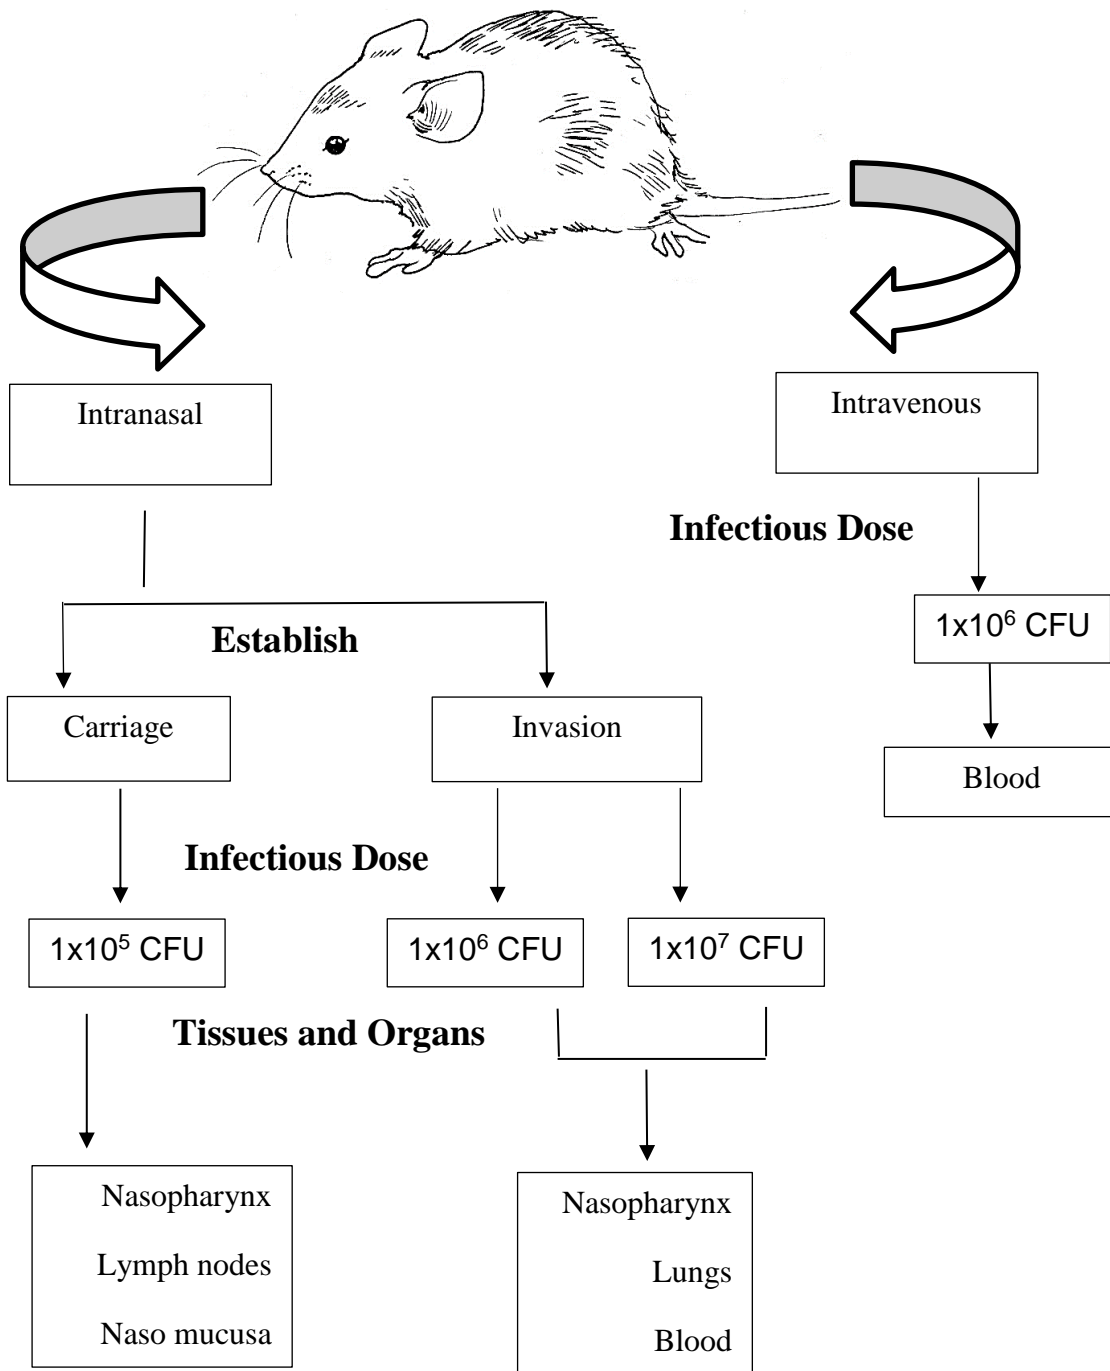 Intranasal
Intravenous
Infectious Dose
1x10⁶ CFU
Establish
Carriage
Invasion
Blood
Infectious Dose
1x10⁵ CFU
1x10⁶ CFU
1x10⁷ CFU
Tissues and Organs
Nasopharynx
Lymph nodes
Naso mucusa
Nasopharynx
Lungs
Blood